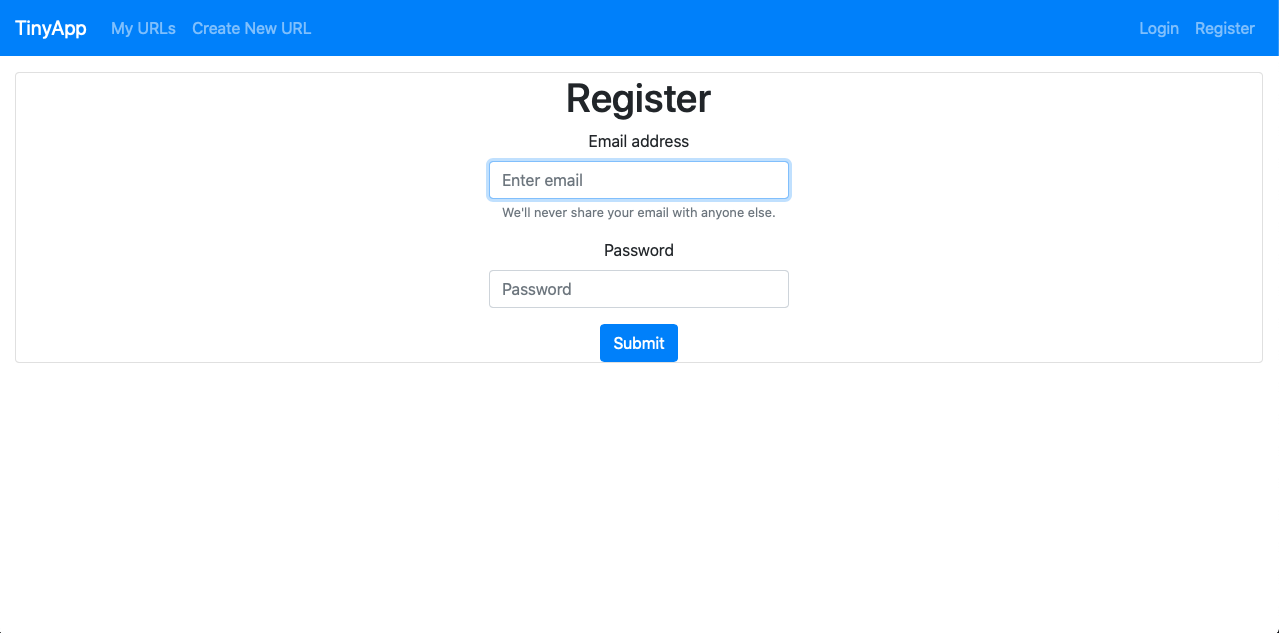 TinyApp My URLs Create New URL Login Register
Register
Email address
Enter email
We'll never share your email with anyone else.
Password
Password
Submit